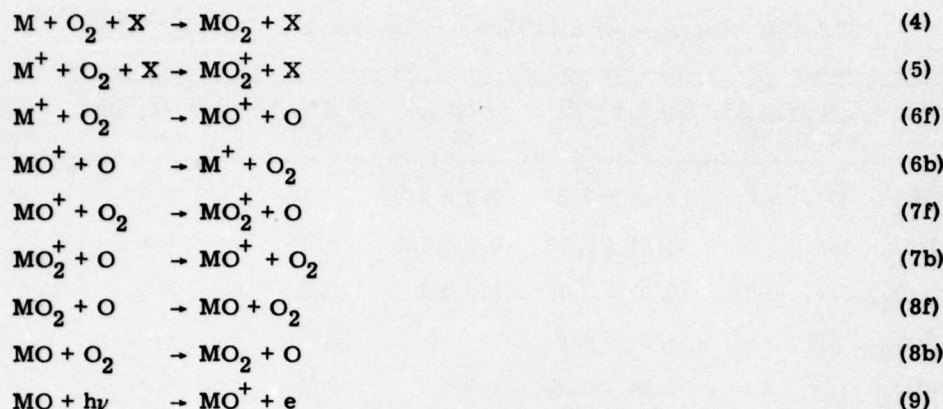 M + O₂ + X → MO₂ + X (4)
M⁺ + O₂ + X → MO₂⁺ + X (5)
M⁺ + O₂ → MO⁺ + O (6f)
MO⁺ + O → M⁺ + O₂ (6b)
MO⁺ + O₂ → MO₂⁺ + O (7f)
MO₂⁺ + O → MO⁺ + O₂ (7b)
MO₂ + O → MO + O₂ (8f)
MO + O₂ → MO₂ + O (8b)
MO + hν → MO⁺ + e (9)